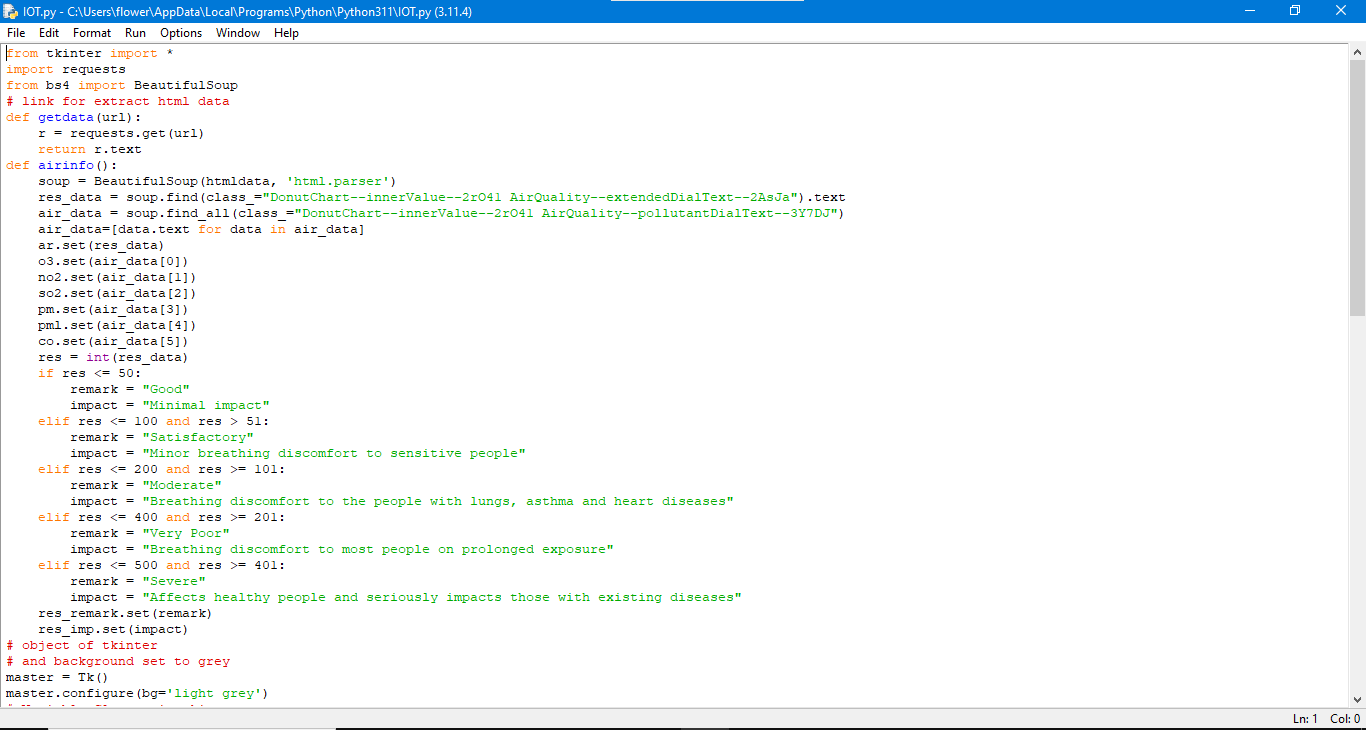 IOT.py - C:\Users\flower\AppData\Local\Programs\Python\Python311\IOT.py (3.11.4)
File Edit Format Run Options Window Help
from tkinter import *
import requests
from bs4 import BeautifulSoup
# link for extract html data
def getdata(url):
    r = requests.get(url)
    return r.text
def airinfo():
    soup = BeautifulSoup(htmldata, 'html.parser')
    res_data = soup.find(class_="DonutChart--innerValue--2rO41 AirQuality--extendedDialText--2AsJa").text
    air_data = soup.find_all(class_="DonutChart--innerValue--2rO41 AirQuality--pollutantDialText--3Y7DJ")
    air_data=[data.text for data in air_data]
    ar.set(res_data)
    o3.set(air_data[0])
    no2.set(air_data[1])
    so2.set(air_data[2])
    pm.set(air_data[3])
    pml.set(air_data[4])
    co.set(air_data[5])
    res = int(res_data)
    if res <= 50:
        remark = "Good"
        impact = "Minimal impact"
    elif res <= 100 and res > 51:
        remark = "Satisfactory"
        impact = "Minor breathing discomfort to sensitive people"
    elif res <= 200 and res >= 101:
        remark = "Moderate"
        impact = "Breathing discomfort to the people with lungs, asthma and heart diseases"
    elif res <= 400 and res >= 201:
        remark = "Very Poor"
        impact = "Breathing discomfort to most people on prolonged exposure"
    elif res <= 500 and res >= 401:
        remark = "Severe"
        impact = "Affects healthy people and seriously impacts those with existing diseases"
    res_remark.set(remark)
    res_imp.set(impact)
# object of tkinter
# and background set to grey
master = Tk()
master.configure(bg='light grey')
Ln: 1 Col: 0